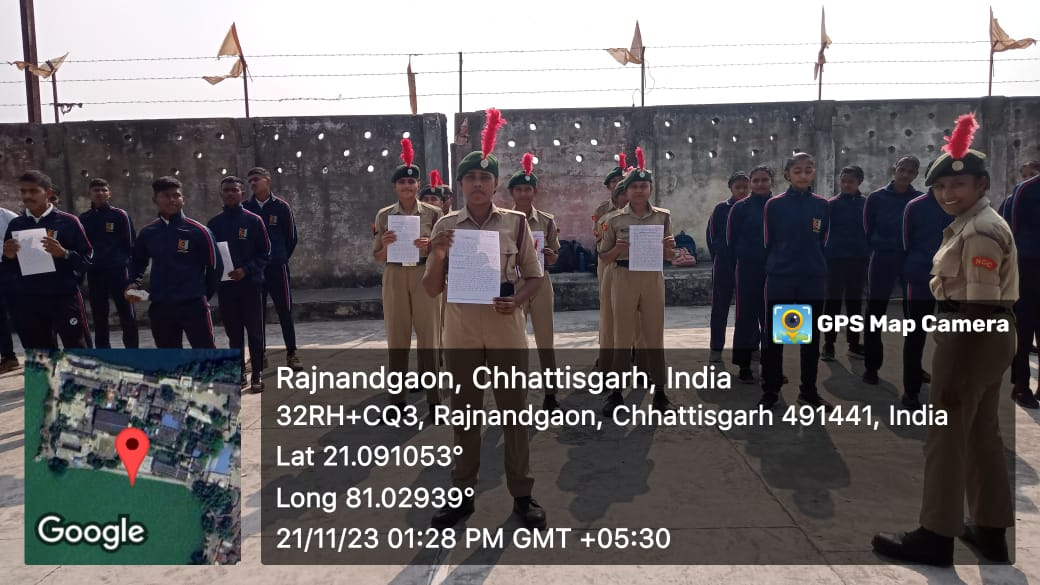 NCC
GPS Map Camera
Rajnandgaon, Chhattisgarh, India
32RH+CQ3, Rajnandgaon, Chhattisgarh 491441, India
Lat 21.091053°
Long 81.02939°
21/11/23 01:28 PM GMT +05:30
Google